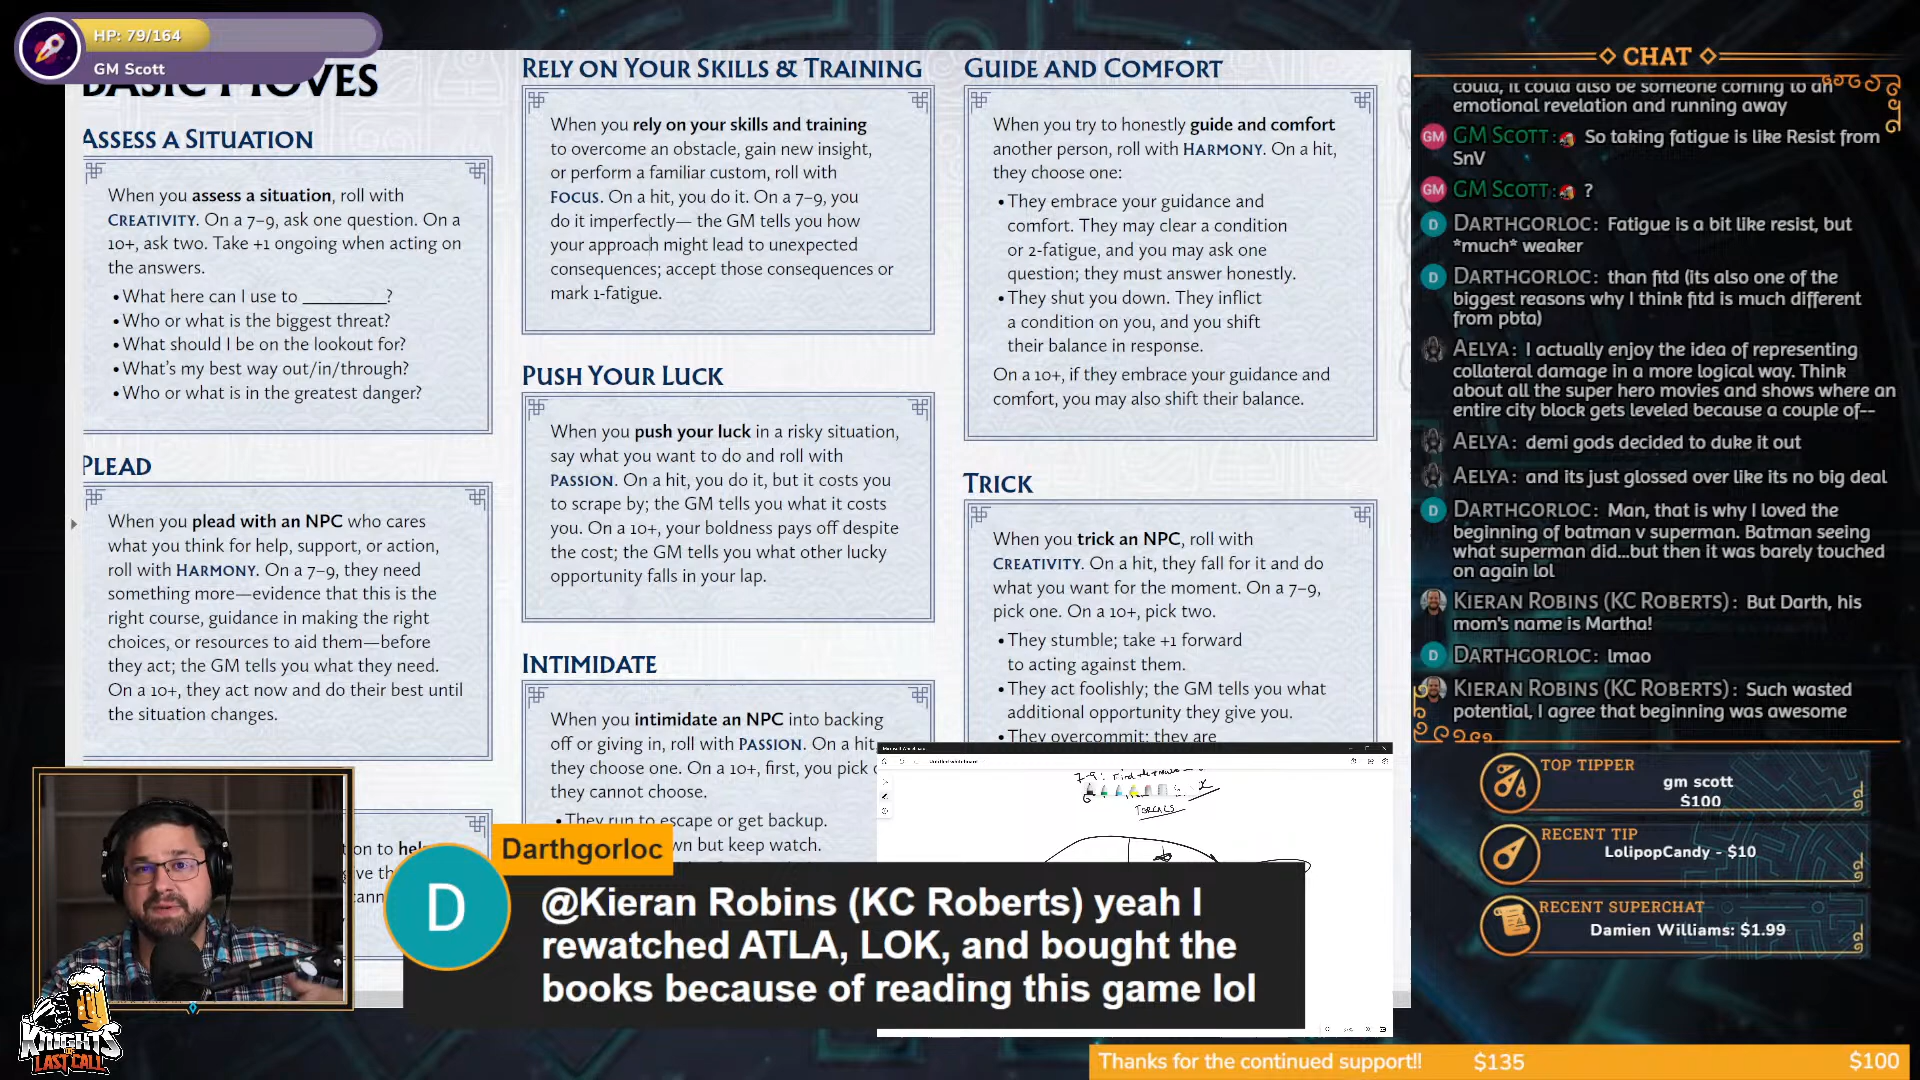 HP: 79/164
GM Scott
BASIC MOVES
ASSESS A SITUATION
When you assess a situation, roll with
CREATIVITY. On a 7–9, ask one question. On a
10+, ask two. Take +1 ongoing when acting on
the answers.
•What here can I use to _________?
•Who or what is the biggest threat?
•What should I be on the lookout for?
•What's my best way out/in/through?
•Who or what is in the greatest danger?
PLEAD
When you plead with an NPC who cares
what you think for help, support, or action,
roll with HARMONY. On a 7–9, they need
something more—evidence that this is the
right course, guidance in making the right
choices, or resources to aid them—before
they act; the GM tells you what they need.
On a 10+, they act now and do their best until
the situation changes.
RELY ON YOUR SKILLS & TRAINING
When you rely on your skills and training
to overcome an obstacle, gain new insight,
or perform a familiar custom, roll with
FOCUS. On a hit, you do it. On a 7–9, you
do it imperfectly— the GM tells you how
your approach might lead to unexpected
consequences; accept those consequences or
mark 1-fatigue.
PUSH YOUR LUCK
When you push your luck in a risky situation,
say what you want to do and roll with
PASSION. On a hit, you do it, but it costs you
to scrape by; the GM tells you what it costs
you. On a 10+, your boldness pays off despite
the cost; the GM tells you what other lucky
opportunity falls in your lap.
INTIMIDATE
When you intimidate an NPC into backing
off or giving in, roll with PASSION. On a hit,
they choose one. On a 10+, first, you pick
they cannot choose.
•They run to escape or get backup.
but keep watch.
GUIDE AND COMFORT
When you try to honestly guide and comfort
another person, roll with HARMONY. On a hit,
they choose one:
•They embrace your guidance and
comfort. They may clear a condition
or 2-fatigue, and you may ask one
question; they must answer honestly.
•They shut you down. They inflict
a condition on you, and you shift
their balance in response.
On a 10+, if they embrace your guidance and
comfort, you may also shift their balance.
TRICK
When you trick an NPC, roll with
CREATIVITY. On a hit, they fall for it and do
what you want for the moment. On a 7–9,
pick one. On a 10+, pick two.
•They stumble; take +1 forward
to acting against them.
•They act foolishly; the GM tells you what
additional opportunity they give you.
•They overcommit; they are
Darthgorloc
D
@Kieran Robins (KC Roberts) yeah I
rewatched ATLA, LOK, and bought the
books because of reading this game lol
KNIGHTS
LAST CALL
CHAT
could, it could also be someone coming to an
emotional revelation and running away
GM GM SCOTT: So taking fatigue is like Resist from
SnV
GM GM SCOTT: ?
D DARTHGORLOC: Fatigue is a bit like resist, but
*much* weaker
D DARTHGORLOC: than fitd (its also one of the
biggest reasons why I think fitd is much different
from pbta)
AELYA: I actually enjoy the idea of representing
collateral damage in a more logical way. Think
about all the super hero movies and shows where an
entire city block gets leveled because a couple of--
AELYA: demi gods decided to duke it out
AELYA: and its just glossed over like its no big deal
D DARTHGORLOC: Man, that is why I loved the
beginning of batman v superman. Batman seeing
what superman did...but then it was barely touched
on again lol
KIERAN ROBINS (KC ROBERTS): But Darth, his
mom's name is Martha!
D DARTHGORLOC: lmao
KIERAN ROBINS (KC ROBERTS): Such wasted
potential, I agree that beginning was awesome
TOP TIPPER
gm scott
$100
RECENT TIP
LolipopCandy - $10
RECENT SUPERCHAT
Damien Williams: $1.99
Thanks for the continued support!! $135 $100